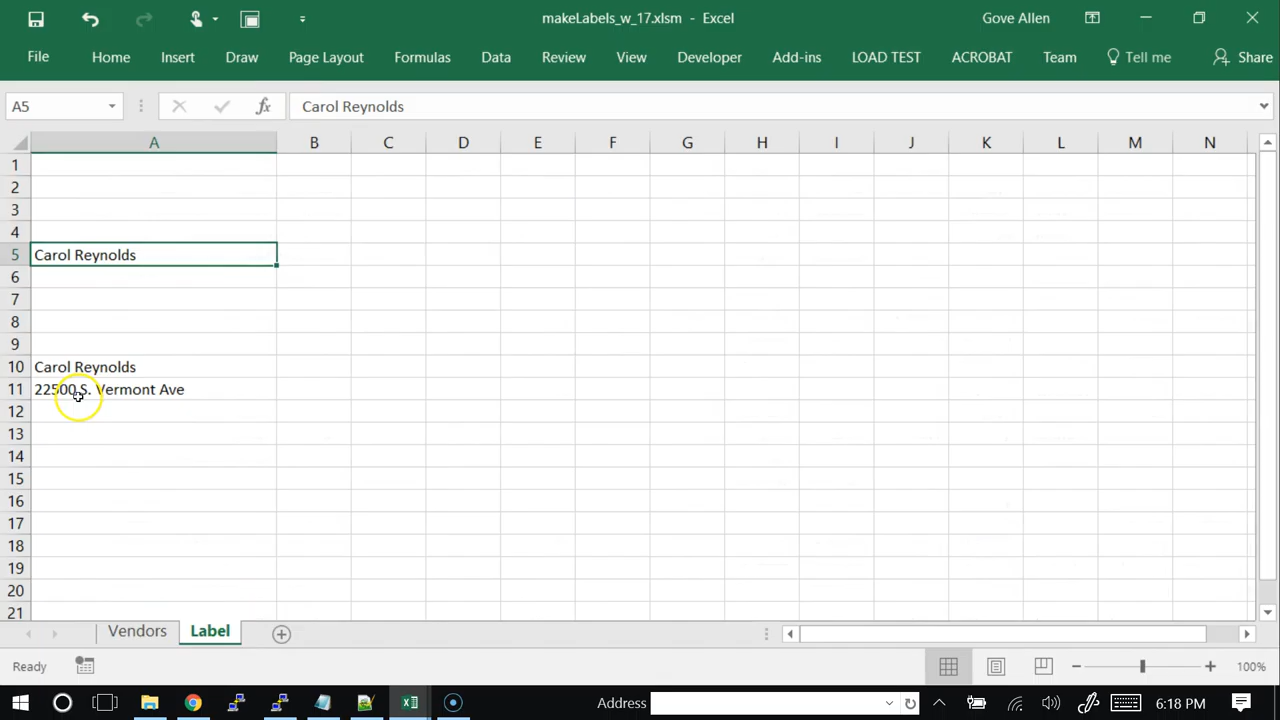 makeLabels_w_17.xlsm - Excel
Gove Allen
File Home Insert Draw Page Layout Formulas Data Review View Developer Add-ins LOAD TEST ACROBAT Team Tell me Share
A5 fx Carol Reynolds
A B C D E F G H I J K L M N
1
2
3
4
5 Carol Reynolds
6
7
8
9
10 Carol Reynolds
11 22500 S. Vermont Ave
12
13
14
15
16
17
18
19
20
21
Vendors Label
Ready 100%
Address 6:18 PM